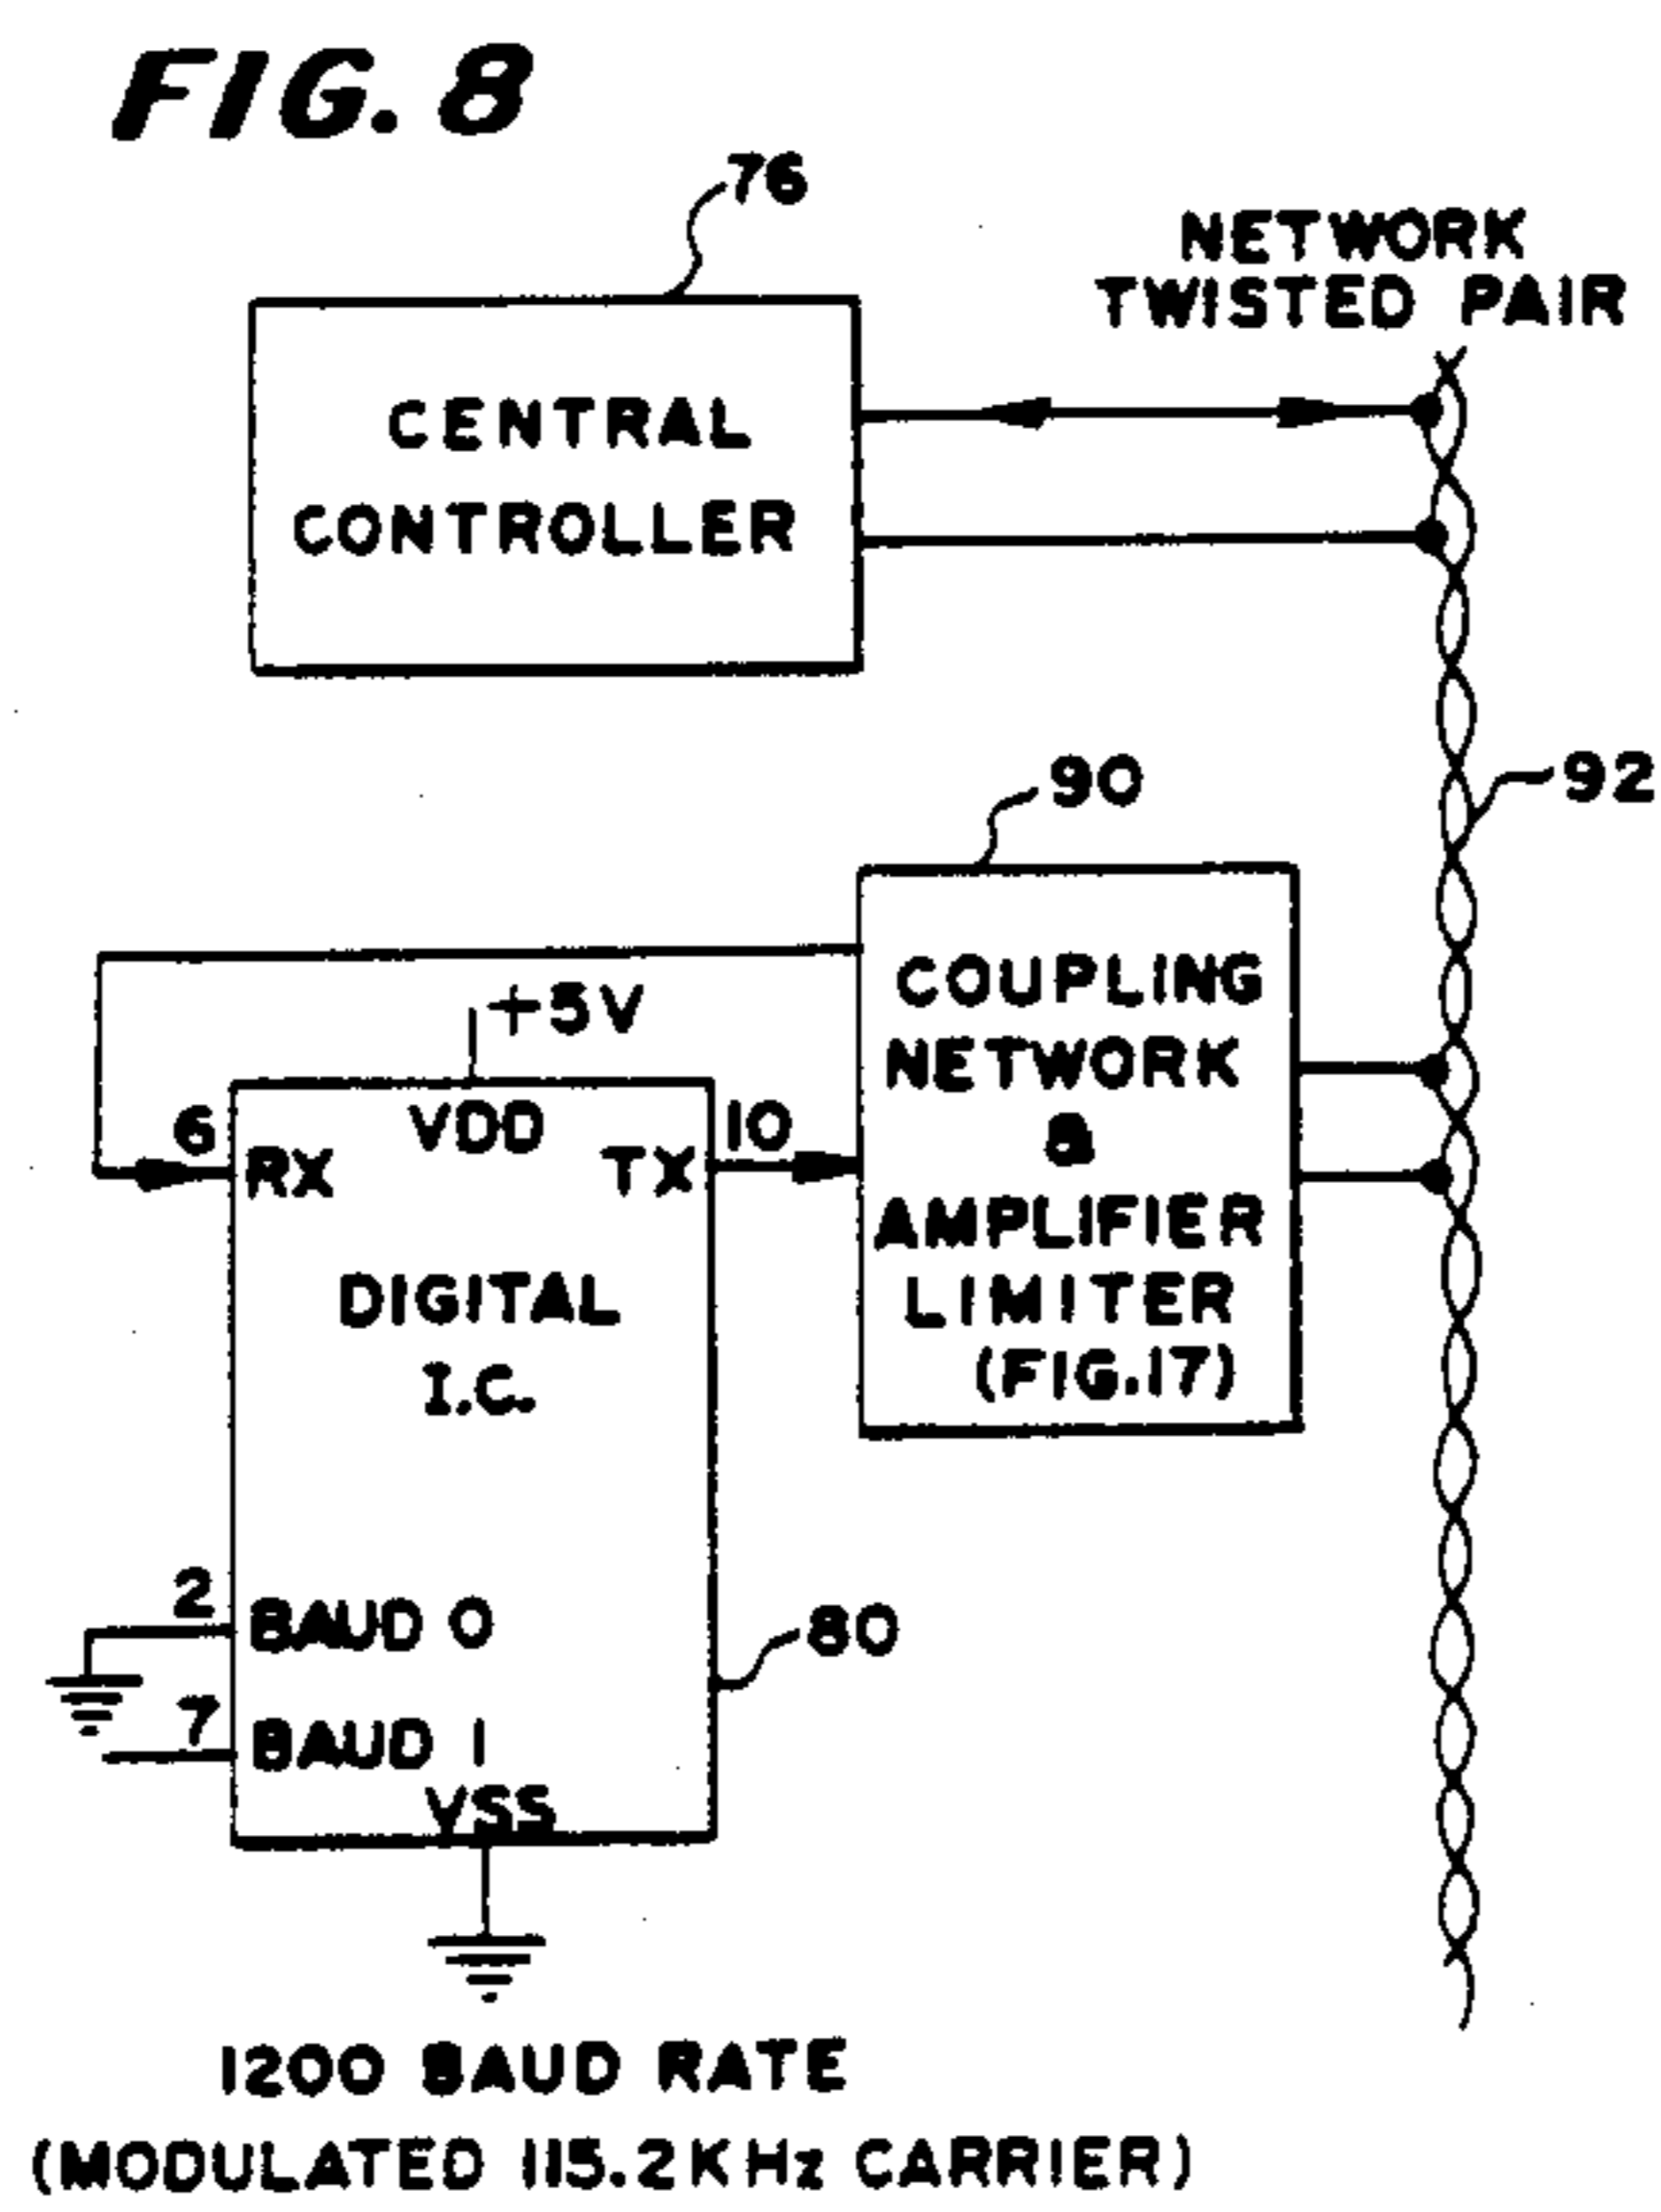 FIG. 8
76
NETWORK
TWISTED PAIR
CENTRAL
CONTROLLER
90
92
COUPLING
NETWORK
&
AMPLIFIER
LIMITER
(FIG.17)
+5V
6
VDD
10
RX
TX
DIGITAL
I.C.
2
BAUD 0
80
7
BAUD 1
VSS
1200 BAUD RATE
(MODULATED 115.2KHz CARRIER)